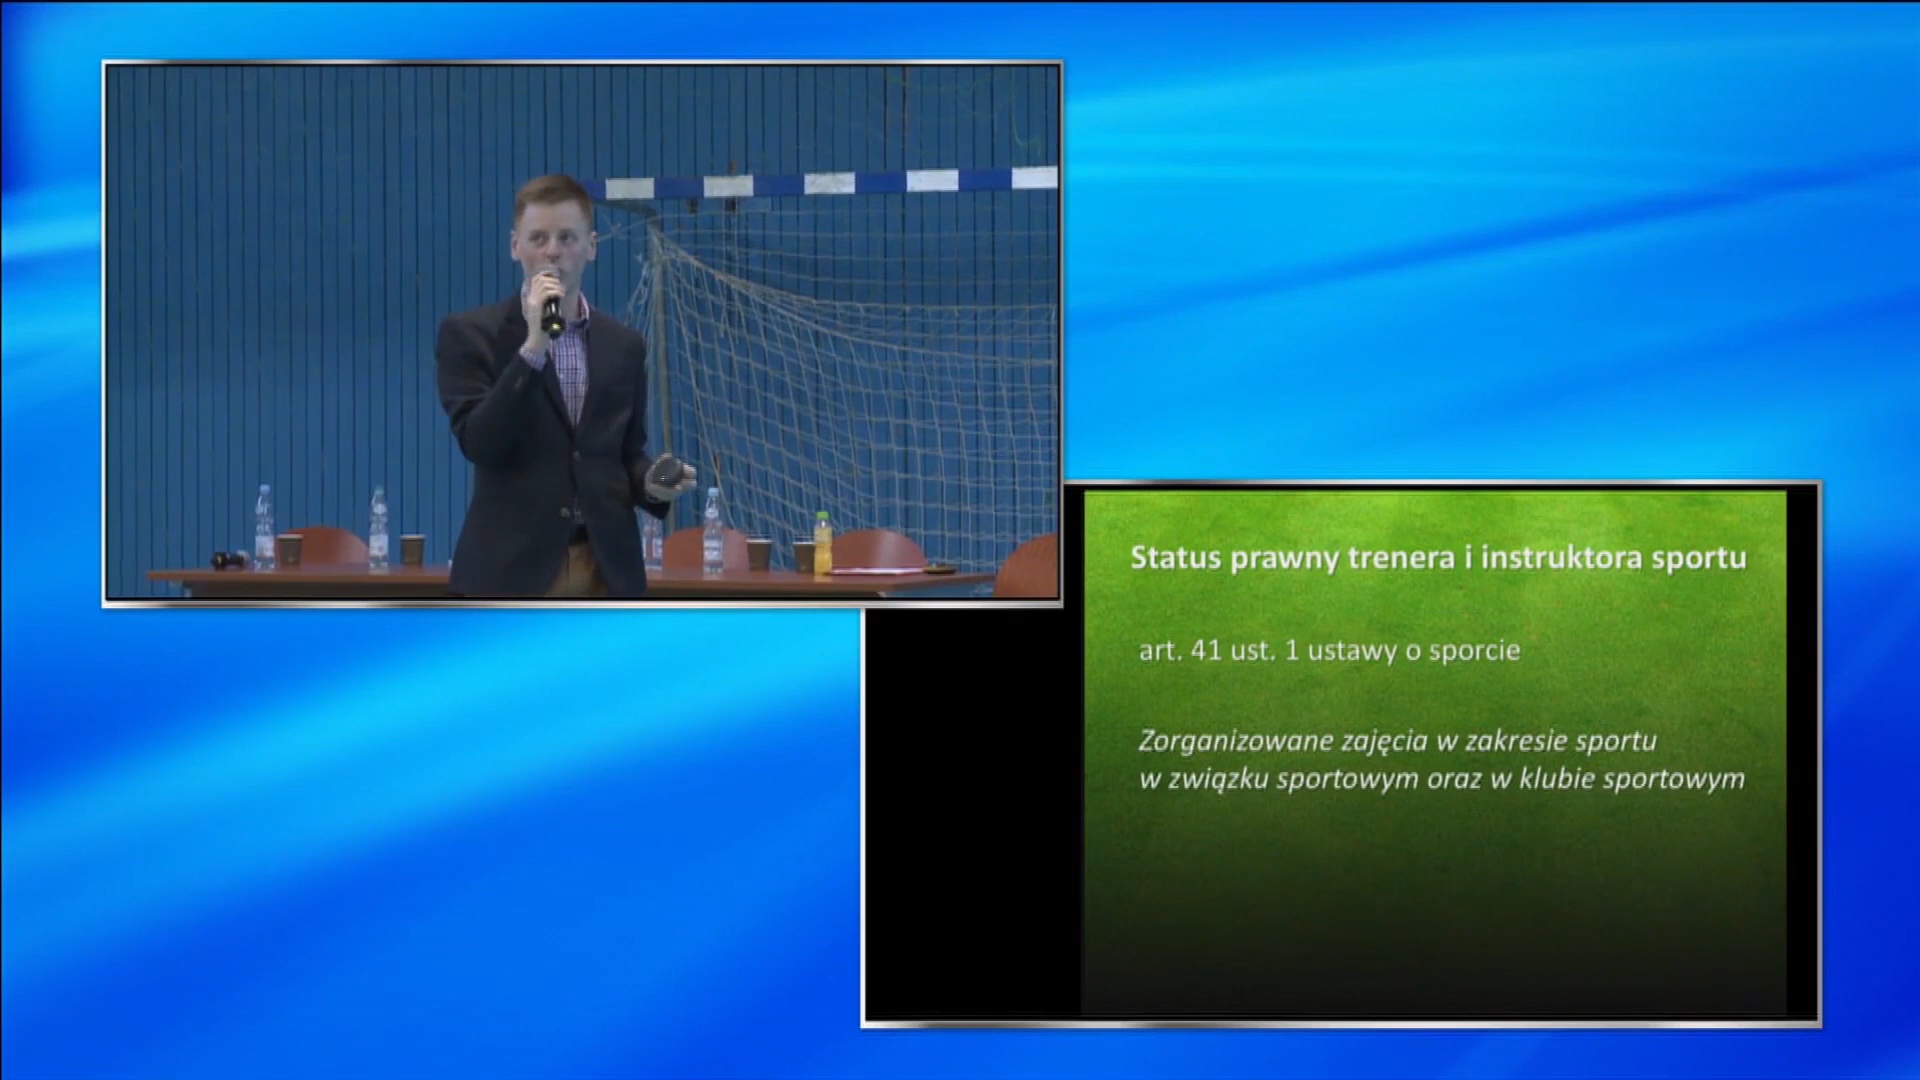 Status prawny trenera i instruktora sportu
art. 41 ust. 1 ustawy o sporcie
Zorganizowane zajęcia w zakresie sportu
w związku sportowym oraz w klubie sportowym